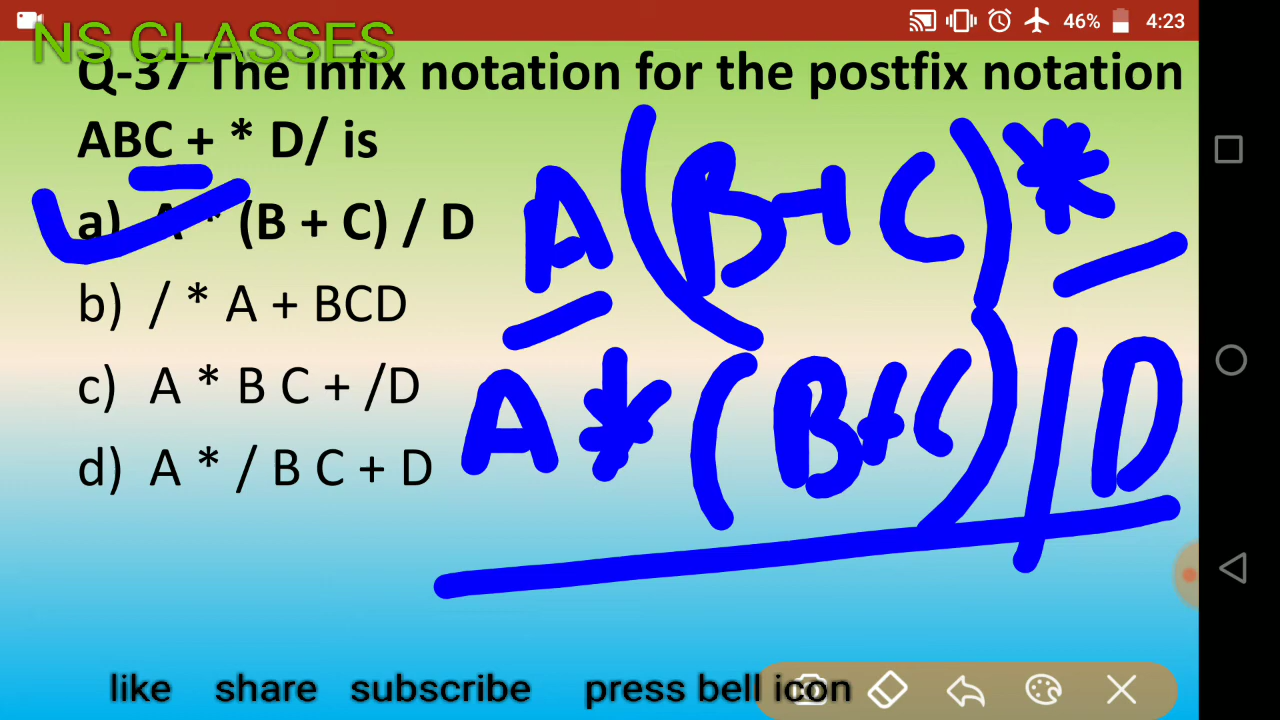 46% 4:23
NS CLASSES
Q-37 The infix notation for the postfix notation
ABC + * D/ is
a) A * (B + C) / D
b) / * A + BCD
c) A * B C + /D
d) A * / B C + D
A (B+C) *
A * (B+C) / D
like share subscribe press bell icon